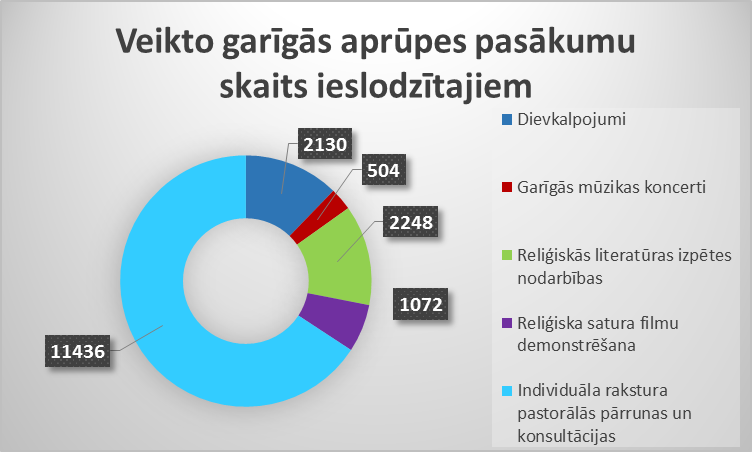 Veikto garīgās aprūpes pasākumu
skaits ieslodzītajiem
2130
504
2248
1072
11436
Dievkalpojumi
Garīgās mūzikas koncerti
Reliģiskās literatūras izpētes
nodarbības
Reliģiska satura filmu
demonstrēšana
Individuāla rakstura
pastorālās pārrunas un
konsultācijas